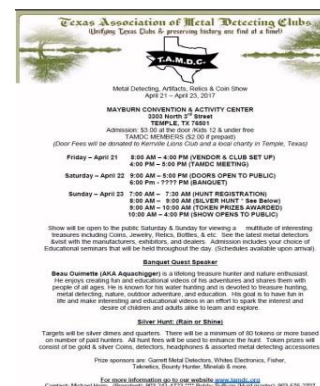 Texas Association of Metal Detecting Clubs
(Unifying Texas Clubs & preserving history one find at a time!)
T.A.M.D.C.
Metal Detecting, Artifacts, Relics & Coin Show
April 21 – April 23, 2017
MAYBURN CONVENTION & ACTIVITY CENTER
3303 North 3rd Street
TEMPLE, TX 76501
Admission: $3.00 at the door /Kids 12 & under free
TAMDC MEMBERS ($2.00 if prepaid)
(Door Fees will be donated to Kerrville Lions Club and a local charity in Temple, Texas)
Friday – April 21 8:00 AM – 4:00 PM (VENDOR & CLUB SET UP)
4:00 PM – 5:00 PM (TAMDC MEETING)
Saturday – April 22 9:00 AM – 5:00 PM (DOORS OPEN TO PUBLIC)
6:00 Pm - ???? PM (BANQUET)
Sunday – April 23 7:00 AM – 7:30 AM (HUNT REGISTRATION)
8:00 AM – 9:00 AM (SILVER HUNT * See Below)
9:00 AM – 10:00 AM (TOKEN PRIZES AWARDED)
10:00 AM – 4:00 PM (SHOW OPENS TO PUBLIC)
Show will open to the public Saturday & Sunday for viewing a multitude of interesting
treasures including Coins, Jewelry, Relics, Bottles, & etc. See the latest metal detectors
&visit with the manufacturers, exhibitors, and dealers. Admission includes your choice of
Educational seminars that will be held throughout the day. (Schedules available upon arrival).
Banquet Guest Speaker
Beau Ouimette (AKA Aquachigger) is a lifelong treasure hunter and nature enthusiast.
He enjoys creating fun and educational videos of his adventures and shares them with
people of all ages. He is known for his water hunting and is devoted to treasure hunting,
metal detecting, nature, outdoor adventure, and education. His goal is to have fun in
life and make interesting and educational videos in an effort to spark the interest and
desire of children and adults alike to learn and explore.
Silver Hunt: (Rain or Shine)
Targets will be silver dimes and quarters. There will be a minimum of 80 tokens or more based
on number of paid hunters. All hunt fees will be used to enhance the hunt. Token prizes will
consist of be gold & silver Coins, detectors, headphones & assorted metal detecting accessories
Prize sponsors are: Garrett Metal Detectors, Whites Electronics, Fisher,
Teknetics, Bounty Hunter, Minelab & more.
For more information go to our website www.tamdc.org